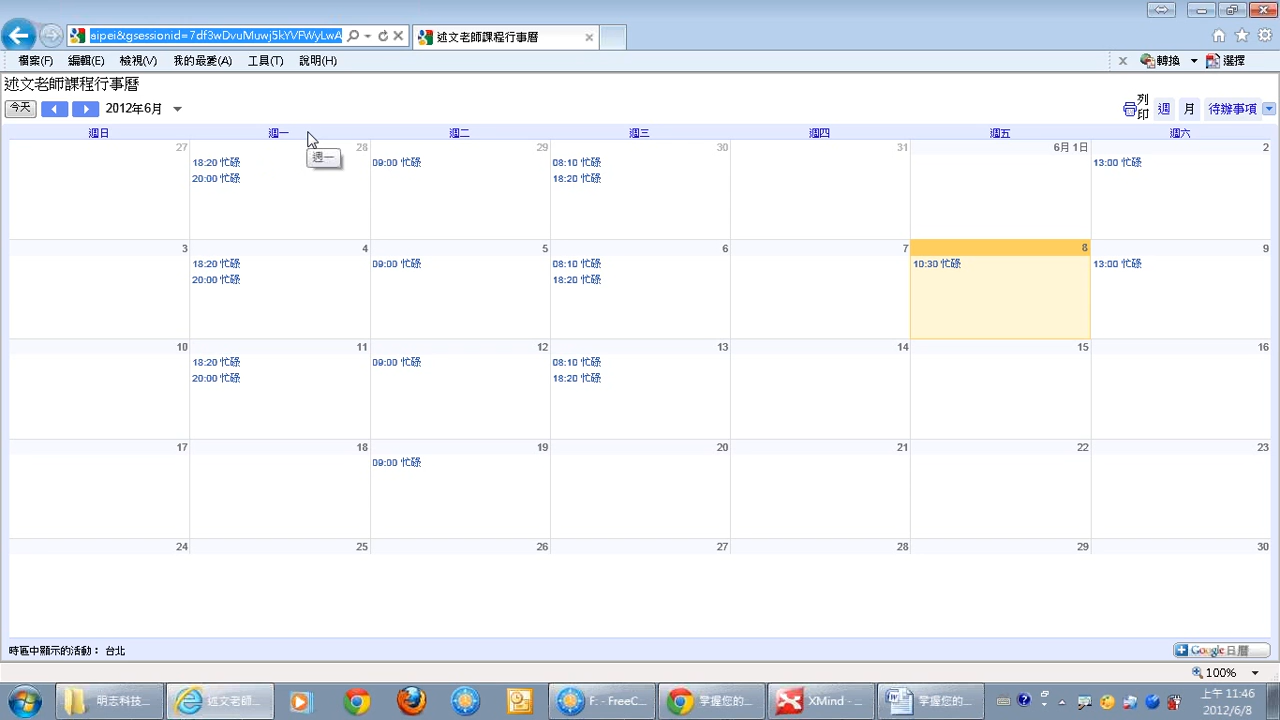 aipei&gsessionid=7df3wDvuMuwj5kYVFWyLwA
述文老師課程行事曆
檔案(F) 編輯(E) 檢視(V) 我的最愛(A) 工具(T) 說明(H)
轉換 選擇
述文老師課程行事曆
今天 2012年6月
列印 週 月 待辦事項
週日 週一 週二 週三 週四 週五 週六
週一
27 28 29 30 31 6月 1日 2
18:20 忙碌 09:00 忙碌 08:10 忙碌 13:00 忙碌
20:00 忙碌 18:20 忙碌
3 4 5 6 7 8 9
18:20 忙碌 09:00 忙碌 08:10 忙碌 10:30 忙碌 13:00 忙碌
20:00 忙碌 18:20 忙碌
10 11 12 13 14 15 16
18:20 忙碌 09:00 忙碌 08:10 忙碌
20:00 忙碌 18:20 忙碌
17 18 19 20 21 22 23
09:00 忙碌
24 25 26 27 28 29 30
時區中顯示的活動： 台北
Google 日曆
100%
明志科技... 述文老師... F: - FreeC... 掌握您的... XMind - ... 掌握您的...
上午 11:46
2012/6/8